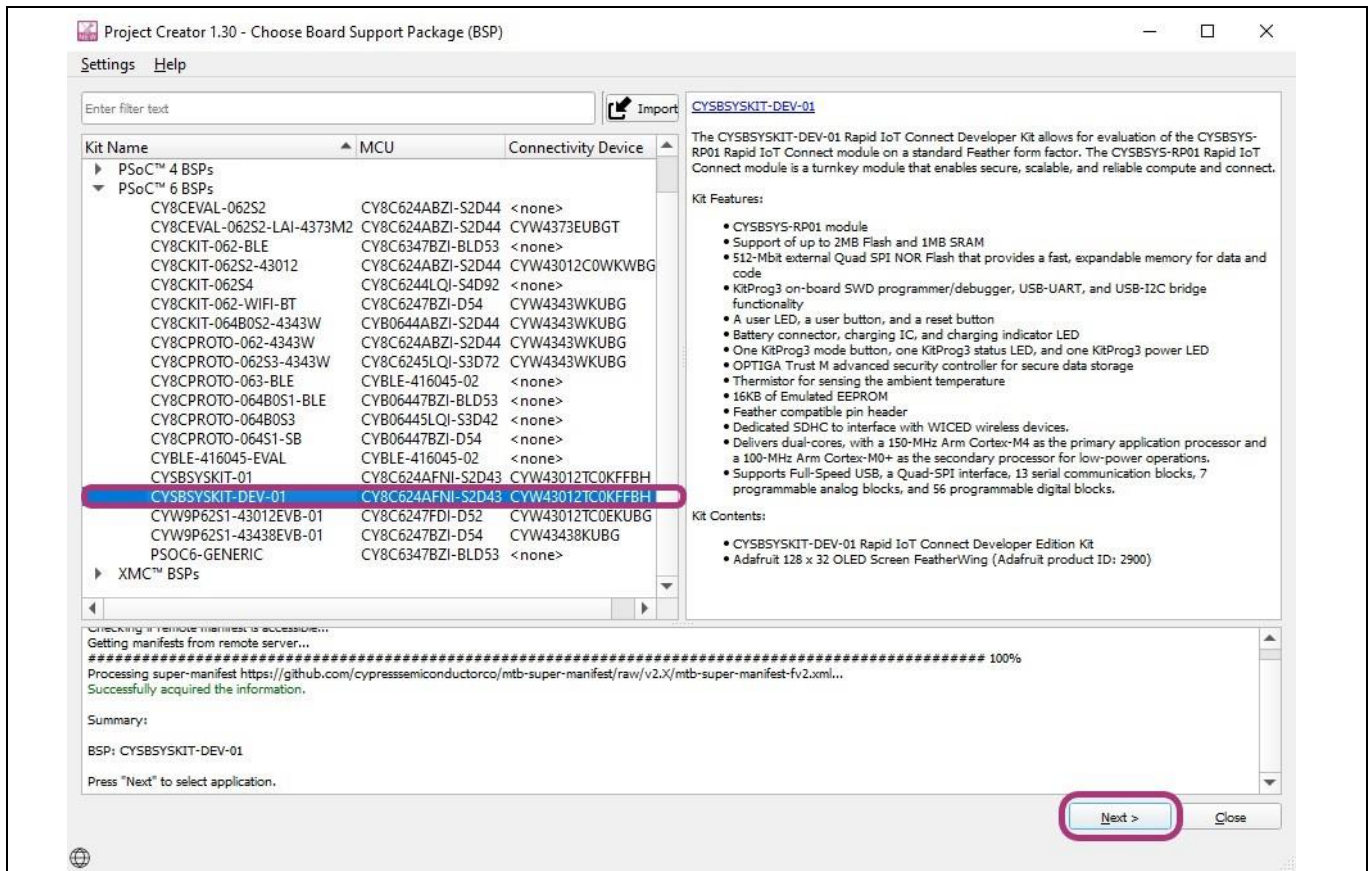 Project Creator 1.30 - Choose Board Support Package (BSP)
Settings Help
Enter filter text
Import
Kit Name MCU Connectivity Device
PSoC™ 4 BSPs
PSoC™ 6 BSPs
CY8CEVAL-062S2 CY8C624ABZI-S2D44 <none>
CY8CEVAL-062S2-LAI-4373M2 CY8C624ABZI-S2D44 CYW4373EUBGT
CY8CKIT-062-BLE CY8C6347BZI-BLD53 <none>
CY8CKIT-062S2-43012 CY8C624ABZI-S2D44 CYW43012C0WKWBG
CY8CKIT-062S4 CY8C6244LQI-S4D92 <none>
CY8CKIT-062-WIFI-BT CY8C6247BZI-D54 CYW4343WKUBG
CY8CKIT-064B0S2-4343W CYB0644ABZI-S2D44 CYW4343WKUBG
CY8CPROTO-062-4343W CY8C624ABZI-S2D44 CYW4343WKUBG
CY8CPROTO-062S3-4343W CY8C6245LQI-S3D72 CYW4343WKUBG
CY8CPROTO-063-BLE CYBLE-416045-02 <none>
CY8CPROTO-064B0S1-BLE CYB06447BZI-BLD53 <none>
CY8CPROTO-064B0S3 CYB06445LQI-S3D42 <none>
CY8CPROTO-064S1-SB CYB06447BZI-D54 <none>
CYBLE-416045-EVAL CYBLE-416045-02 <none>
CYSBSYSKIT-01 CY8C624AFNI-S2D43 CYW43012TC0KFFBH
CYSBSYSKIT-DEV-01 CY8C624AFNI-S2D43 CYW43012TC0KFFBH
CYW9P62S1-43012EVB-01 CY8C6247FDI-D52 CYW43012TC0EKUBG
CYW9P62S1-43438EVB-01 CY8C6247BZI-D54 CYW43438KUBG
PSOC6-GENERIC CY8C6347BZI-BLD53 <none>
XMC™ BSPs
CYSBSYSKIT-DEV-01
The CYSBSYSKIT-DEV-01 Rapid IoT Connect Developer Kit allows for evaluation of the CYSBSYS-
RP01 Rapid IoT Connect module on a standard Feather form factor. The CYSBSYS-RP01 Rapid IoT
Connect module is a turnkey module that enables secure, scalable, and reliable compute and connect.
Kit Features:
• CYSBSYS-RP01 module
• Support of up to 2MB Flash and 1MB SRAM
• 512-Mbit external Quad SPI NOR Flash that provides a fast, expandable memory for data and
code
• KitProg3 on-board SWD programmer/debugger, USB-UART, and USB-I2C bridge
functionality
• A user LED, a user button, and a reset button
• Battery connector, charging IC, and charging indicator LED
• One KitProg3 mode button, one KitProg3 status LED, and one KitProg3 power LED
• OPTIGA Trust M advanced security controller for secure data storage
• Thermistor for sensing the ambient temperature
• 16KB of Emulated EEPROM
• Feather compatible pin header
• Dedicated SDHC to interface with WICED wireless devices.
• Delivers dual-cores, with a 150-MHz Arm Cortex-M4 as the primary application processor and
a 100-MHz Arm Cortex-M0+ as the secondary processor for low-power operations.
• Supports Full-Speed USB, a Quad-SPI interface, 13 serial communication blocks, 7
programmable analog blocks, and 56 programmable digital blocks.
Kit Contents:
• CYSBSYSKIT-DEV-01 Rapid IoT Connect Developer Edition Kit
• Adafruit 128 x 32 OLED Screen FeatherWing (Adafruit product ID: 2900)
Checking if remote manifest is accessible...
Getting manifests from remote server...
#################################################################################################### 100%
Processing super-manifest https://github.com/cypresssemiconductorco/mtb-super-manifest/raw/v2.X/mtb-super-manifest-fv2.xml...
Successfully acquired the information.
Summary:
BSP: CYSBSYSKIT-DEV-01
Press "Next" to select application.
Next > Close